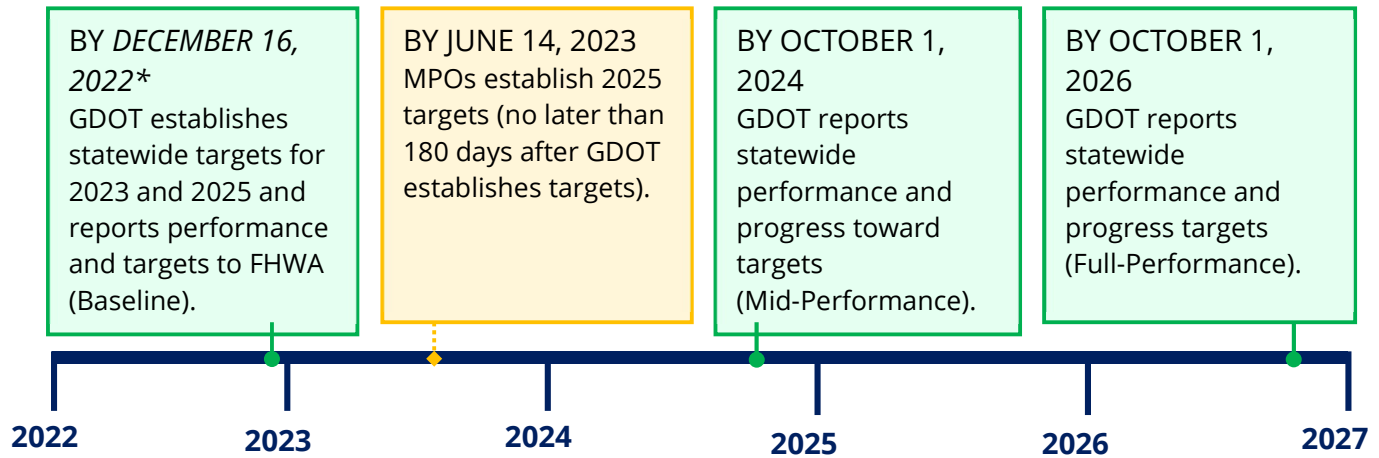 BY DECEMBER 16,
2022*
GDOT establishes
statewide targets for
2023 and 2025 and
reports performance
and targets to FHWA
(Baseline).
BY JUNE 14, 2023
MPOs establish 2025
targets (no later than
180 days after GDOT
establishes targets).
BY OCTOBER 1,
2024
GDOT reports
statewide
performance and
progress toward
targets
(Mid-Performance).
BY OCTOBER 1,
2026
GDOT reports
statewide
performance and
progress targets
(Full-Performance).
2022
2023
2024
2025
2026
2027